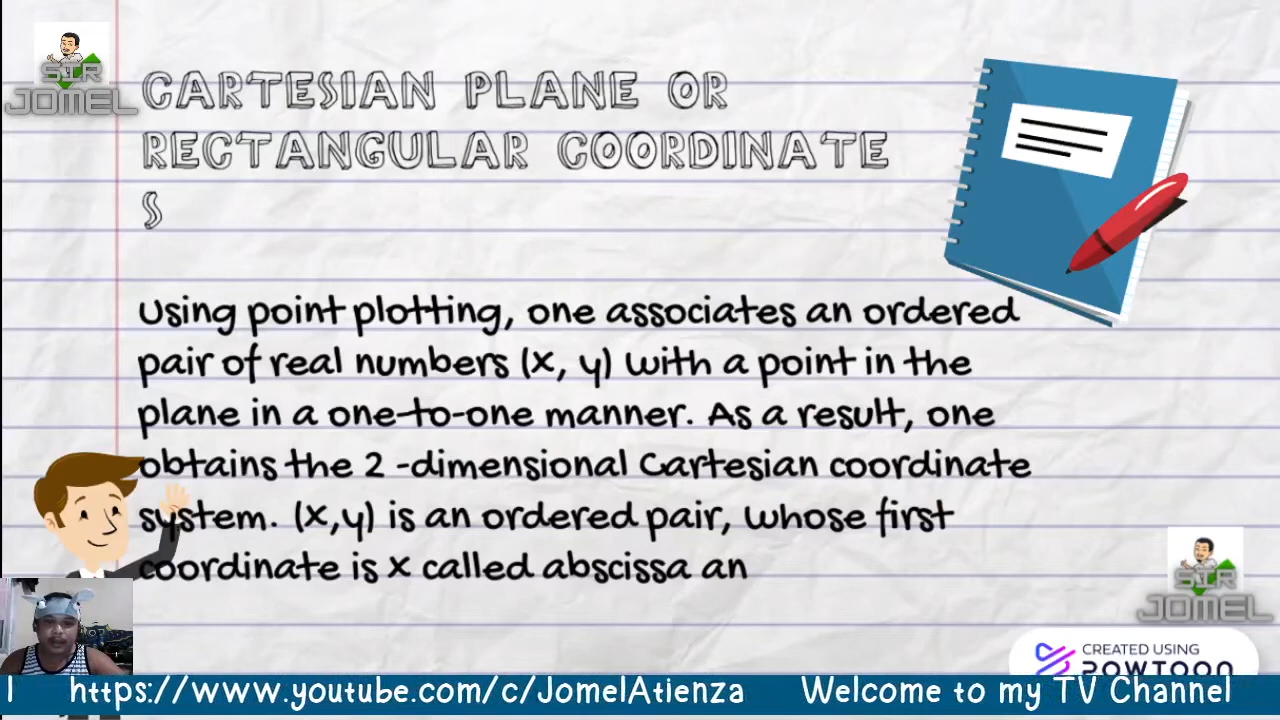 SIR
JOMEL
CARTESIAN PLANE OR
RECTANGULAR COORDINATE
S
Using point plotting, one associates an ordered
pair of real numbers (x, y) with a point in the
plane in a one-to-one manner. As a result, one
obtains the 2 -dimensional Cartesian coordinate
system. (x,y) is an ordered pair, whose first
coordinate is x called abscissa an
SIR
JOMEL
CREATED USING
POWTOON
l https://www.youtube.com/c/JomelAtienza Welcome to my TV Channel